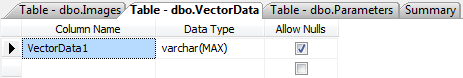 Table - dbo.Images Table - dbo.VectorData Table - dbo.Parameters Summary
Column Name Data Type Allow Nulls
VectorData1 varchar(MAX)